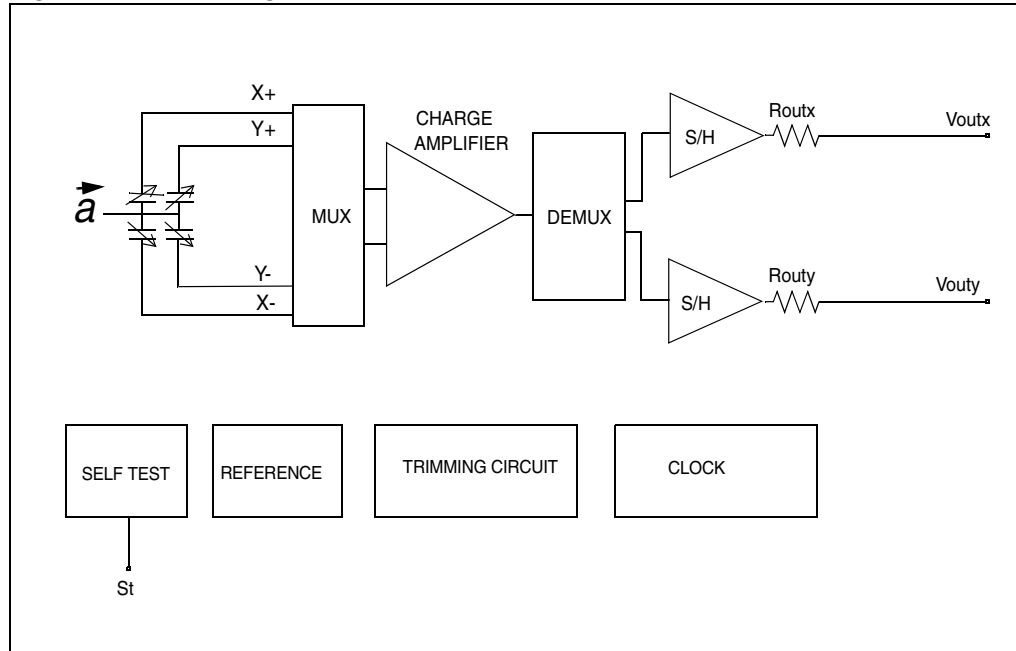 X+
Y+
a
Y-
X-
MUX
CHARGE
AMPLIFIER
DEMUX
S/H
Routx
Voutx
S/H
Routy
Vouty
SELF TEST
REFERENCE
TRIMMING CIRCUIT
CLOCK
St